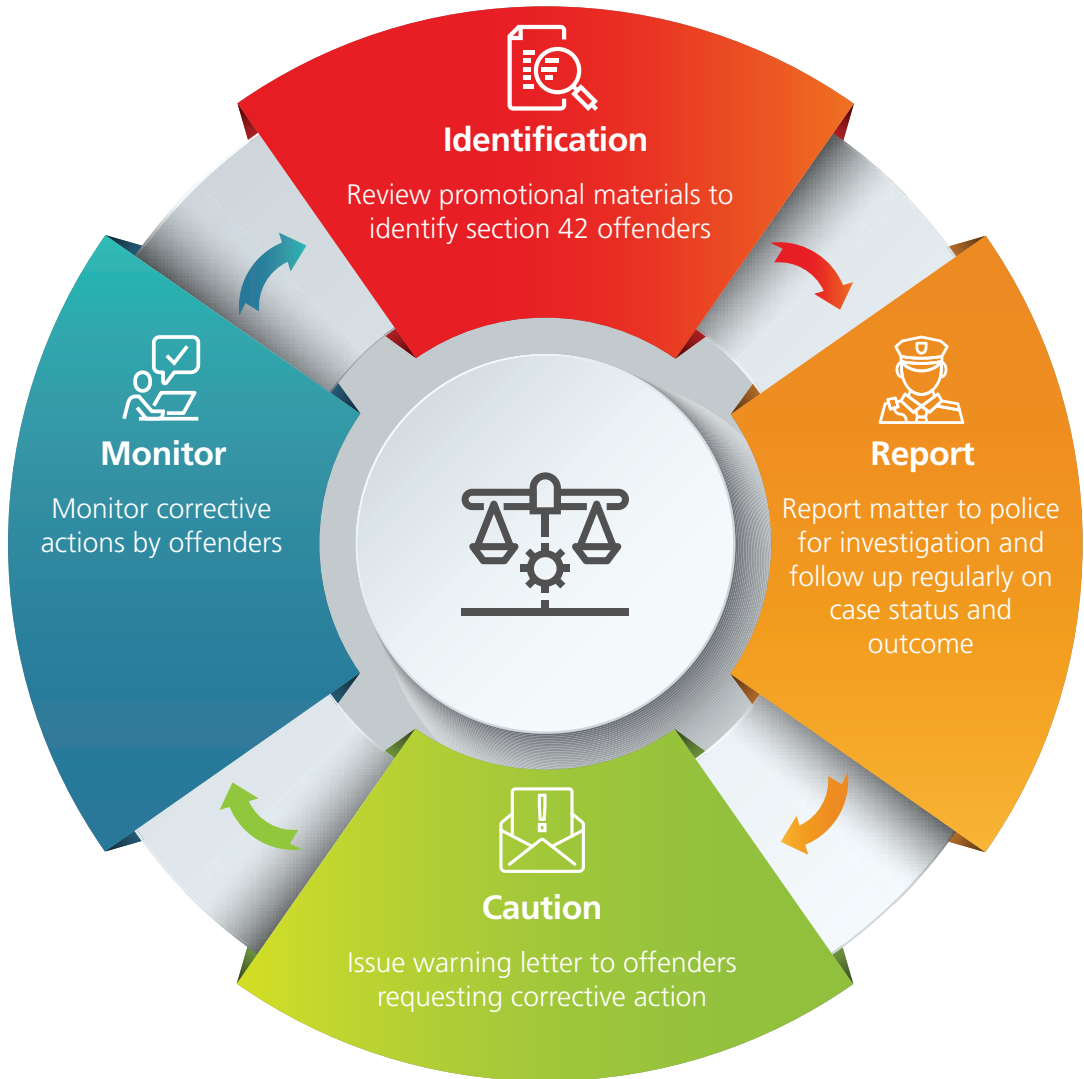 Identification
Review promotional materials to
identify section 42 offenders
Report
Report matter to police
for investigation and
follow up regularly on
case status and
outcome
Caution
Issue warning letter to offenders
requesting corrective action
Monitor
Monitor corrective
actions by offenders